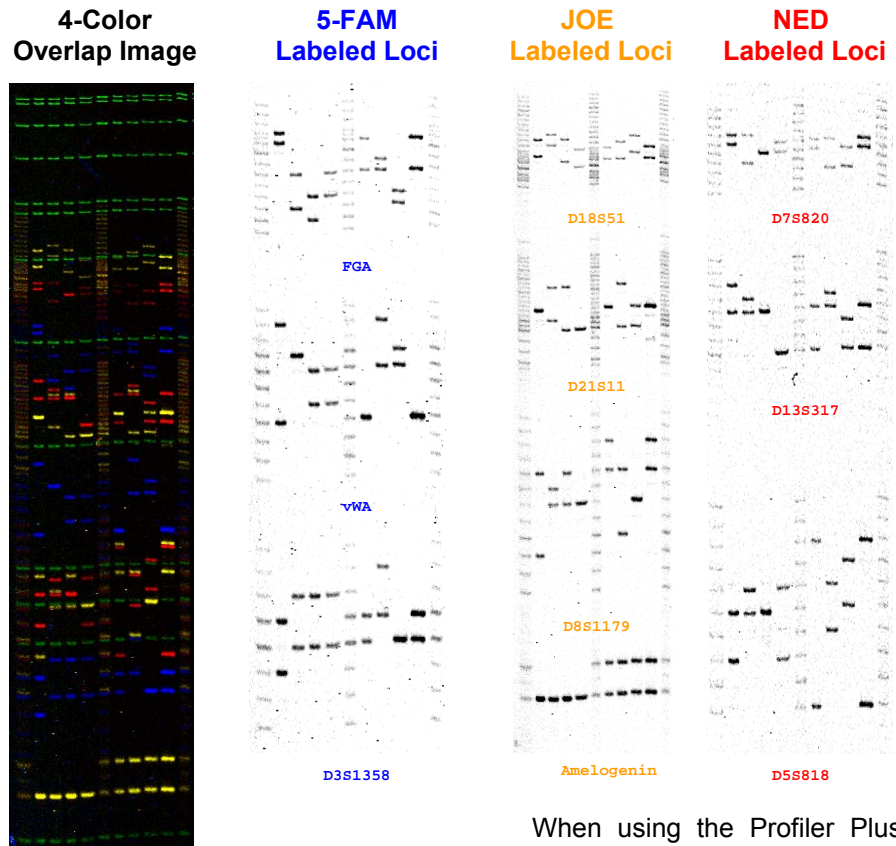 4-Color
Overlap Image
5-FAM
Labeled Loci
JOE
Labeled Loci
NED
Labeled Loci
D18S51
D7S820
FGA
D21S11
D13S317
vWA
D8S1179
D3S1358
Amelogenin
D5S818
When using the Profiler Plus